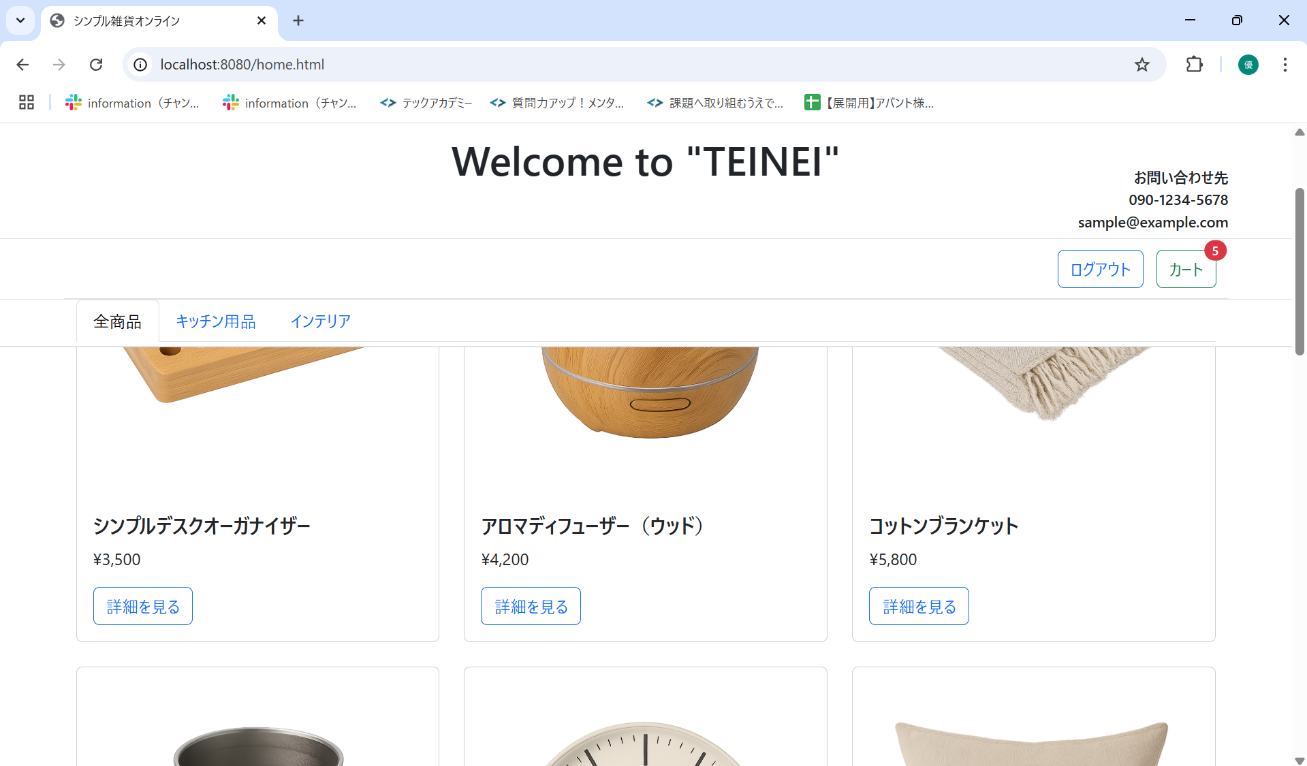 シンプル雑貨オンライン
localhost:8080/home.html
優
information（チャン...
information（チャン...
テックアカデミー
質問力アップ！メンタ...
課題へ取り組むうえで...
【展開用】アバント様...
Welcome to "TEINEI"
お問い合わせ先
090-1234-5678
sample@example.com
ログアウト
カート
5
全商品
キッチン用品
インテリア
シンプルデスクオーガナイザー
¥3,500
詳細を見る
アロマディフューザー（ウッド）
¥4,200
詳細を見る
コットンブランケット
¥5,800
詳細を見る